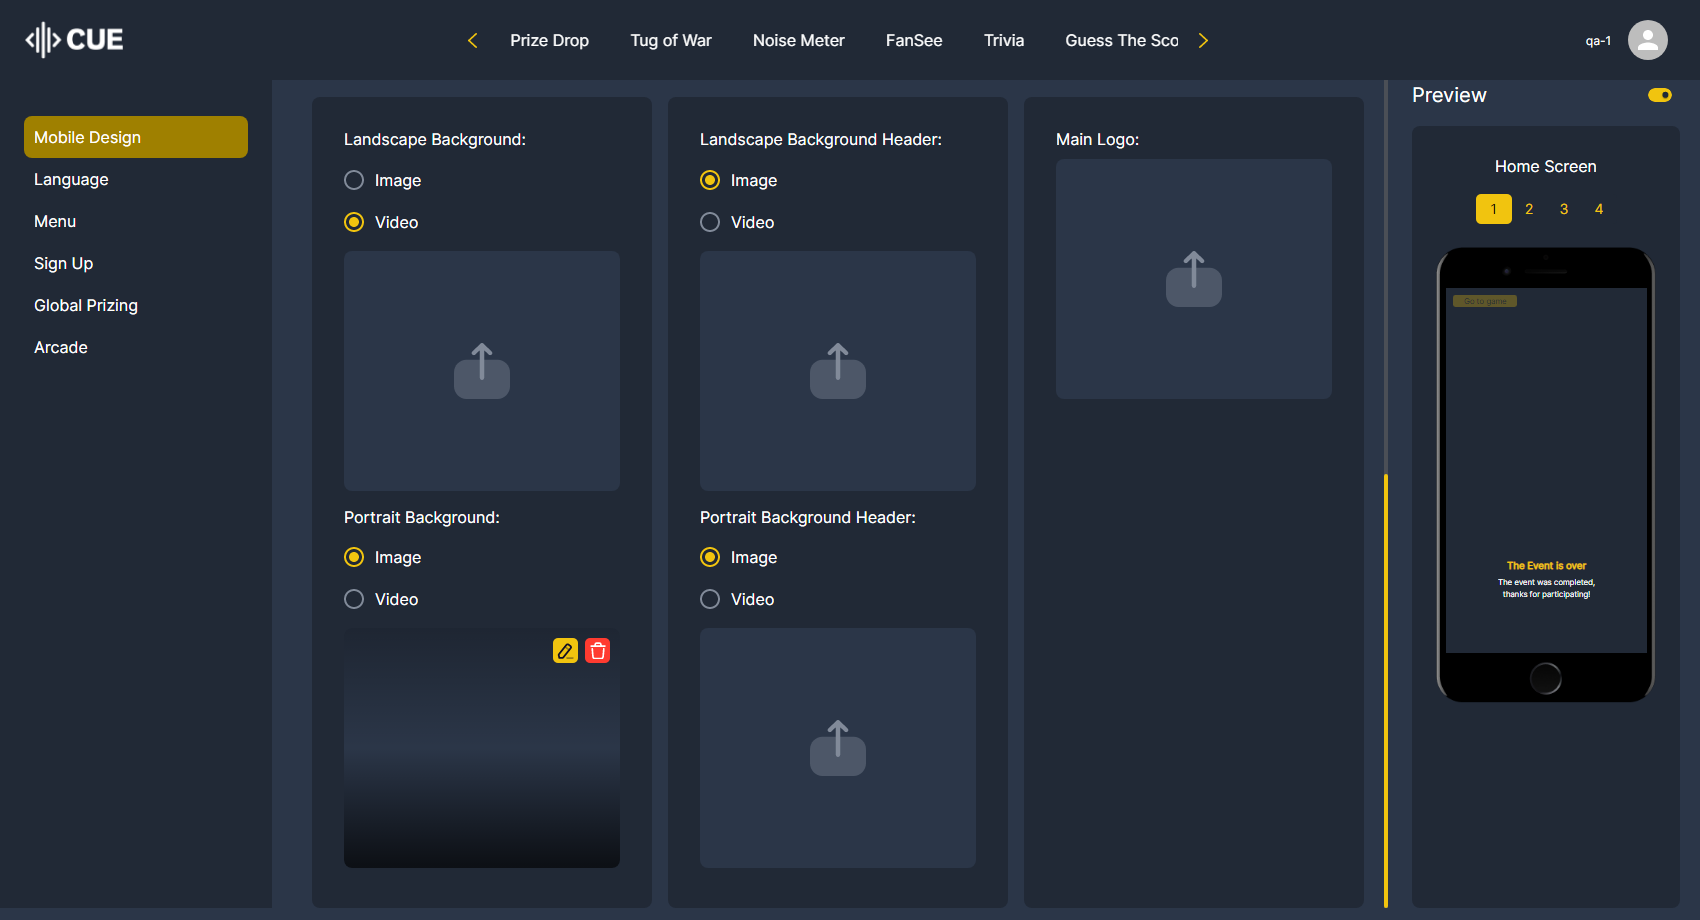 CUE
Prize Drop
Tug of War
Noise Meter
FanSee
Trivia
Guess The Sco
qa-1
Mobile Design
Language
Menu
Sign Up
Global Prizing
Arcade
Landscape Background:
Image
Video
Portrait Background:
Image
Video
Landscape Background Header:
Image
Video
Portrait Background Header:
Image
Video
Main Logo:
Preview
Home Screen
1 2 3 4
Go to game
The Event is over
The event was completed,
thanks for participating!